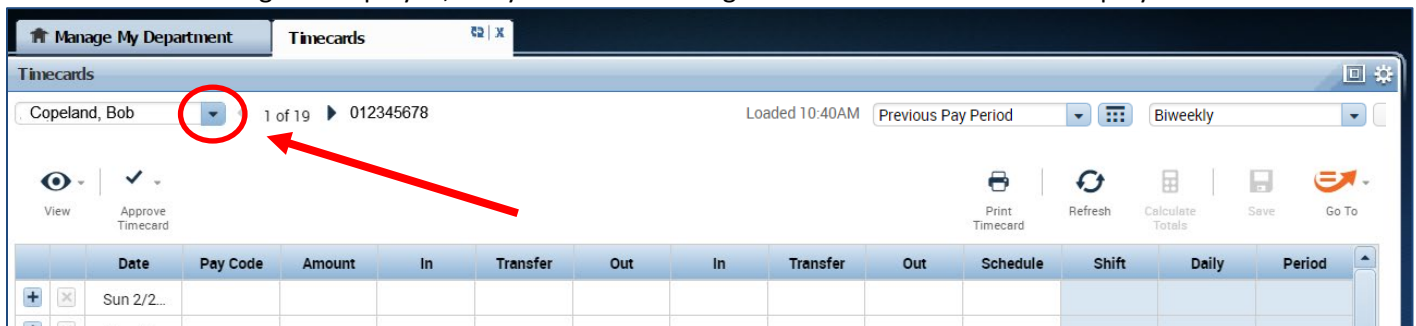 Manage My Department Timecards
Timecards
Copeland, Bob 1 of 19 012345678 Loaded 10:40AM Previous Pay Period Biweekly
View Approve Timecard Print Timecard Refresh Calculate Totals Save Go To
Date Pay Code Amount In Transfer Out In Transfer Out Schedule Shift Daily Period
Sun 2/2...